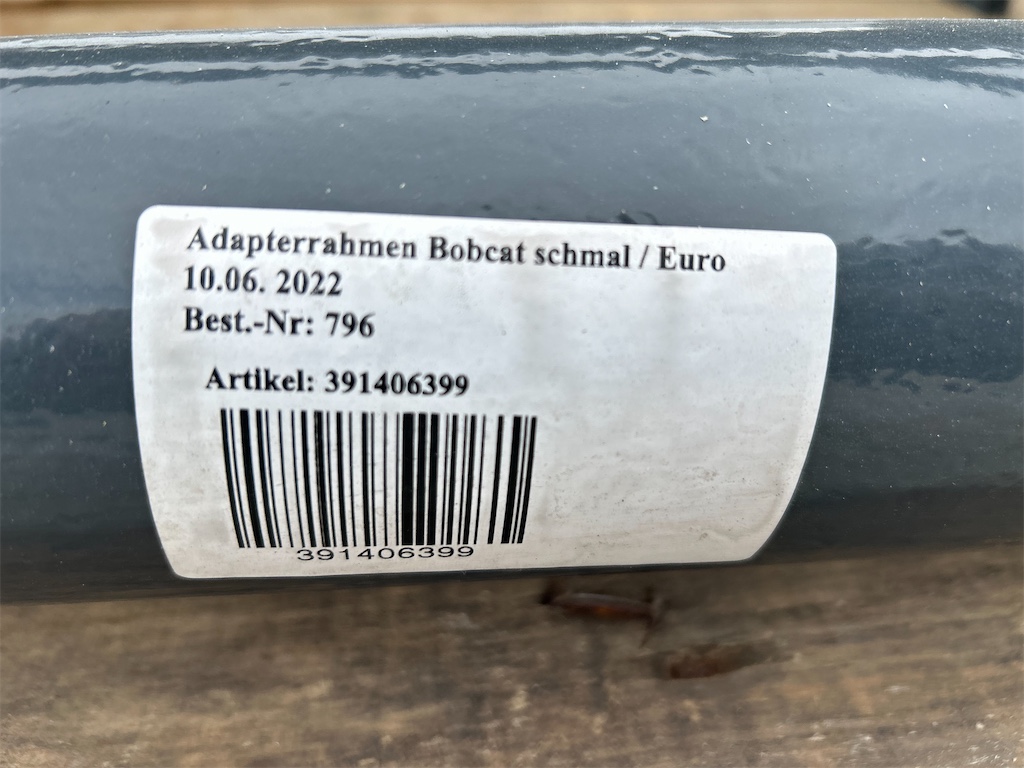 Adapterrahmen Bobcat schmal / Euro
10.06. 2022
Best.-Nr: 796
Artikel: 391406399
391406399